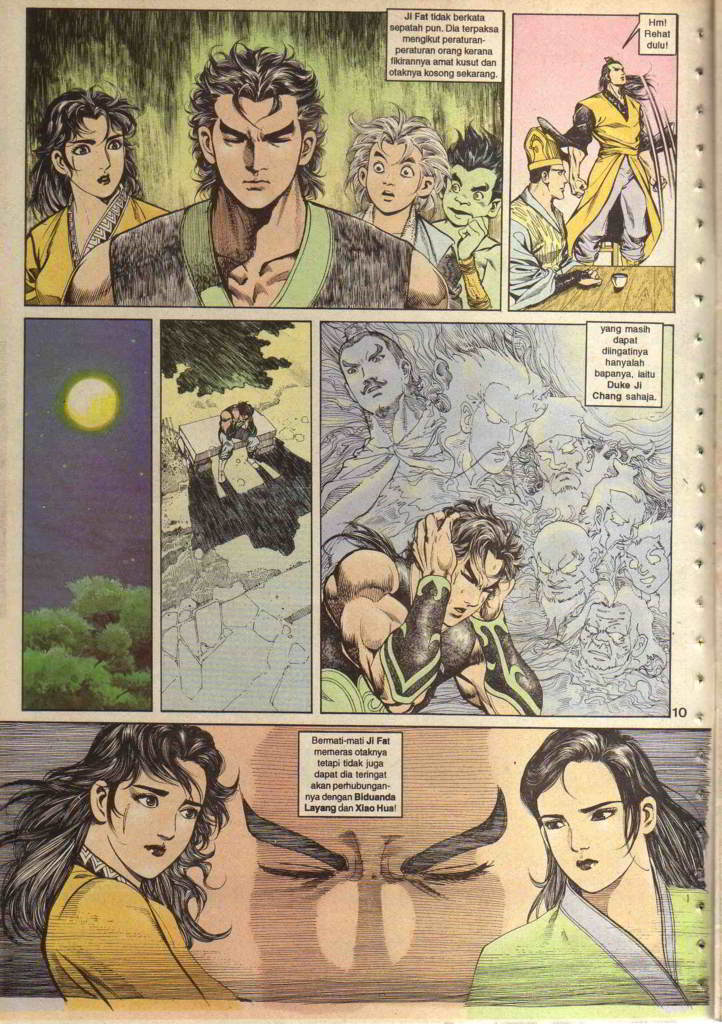 Ji Fat tidak berkata
sepatah pun. Dia terpaksa
mengikut peraturan-
peraturan orang kerana
fikirannya amat kusut dan
otaknya kosong sekarang.
Hm!
Rehat
dulu!
yang masih
dapat
diingatinya
hanyalah
bapanya, iaitu
Duke Ji
Chang sahaja.
10
Bermati-mati Ji Fat
memeras otaknya
tetapi tidak juga
dapat dia teringat
akan perhubungan-
nya dengan Biduanda
Layang dan Xiao Hua!